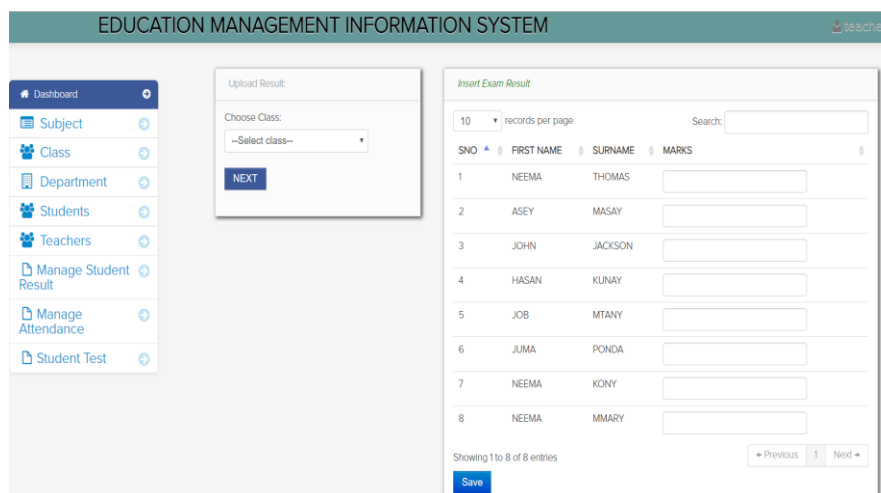 EDUCATION MANAGEMENT INFORMATION SYSTEM
Dashboard
Subject
Class
Department
Students
Teachers
Manage Student
Result
Manage
Attendance
Student Test
Upload Result:
Choose Class:
--Select class--
NEXT
Insert Exam Result
10 records per page Search:
SNO FIRST NAME SURNAME MARKS
1 NEEMA THOMAS
2 ASEY MASAY
3 JOHN JACKSON
4 HASAN KUNAY
5 JOB MTANY
6 JUMA PONDA
7 NEEMA KONY
8 NEEMA MMARY
Showing 1 to 8 of 8 entries
← Previous 1 Next →
Save